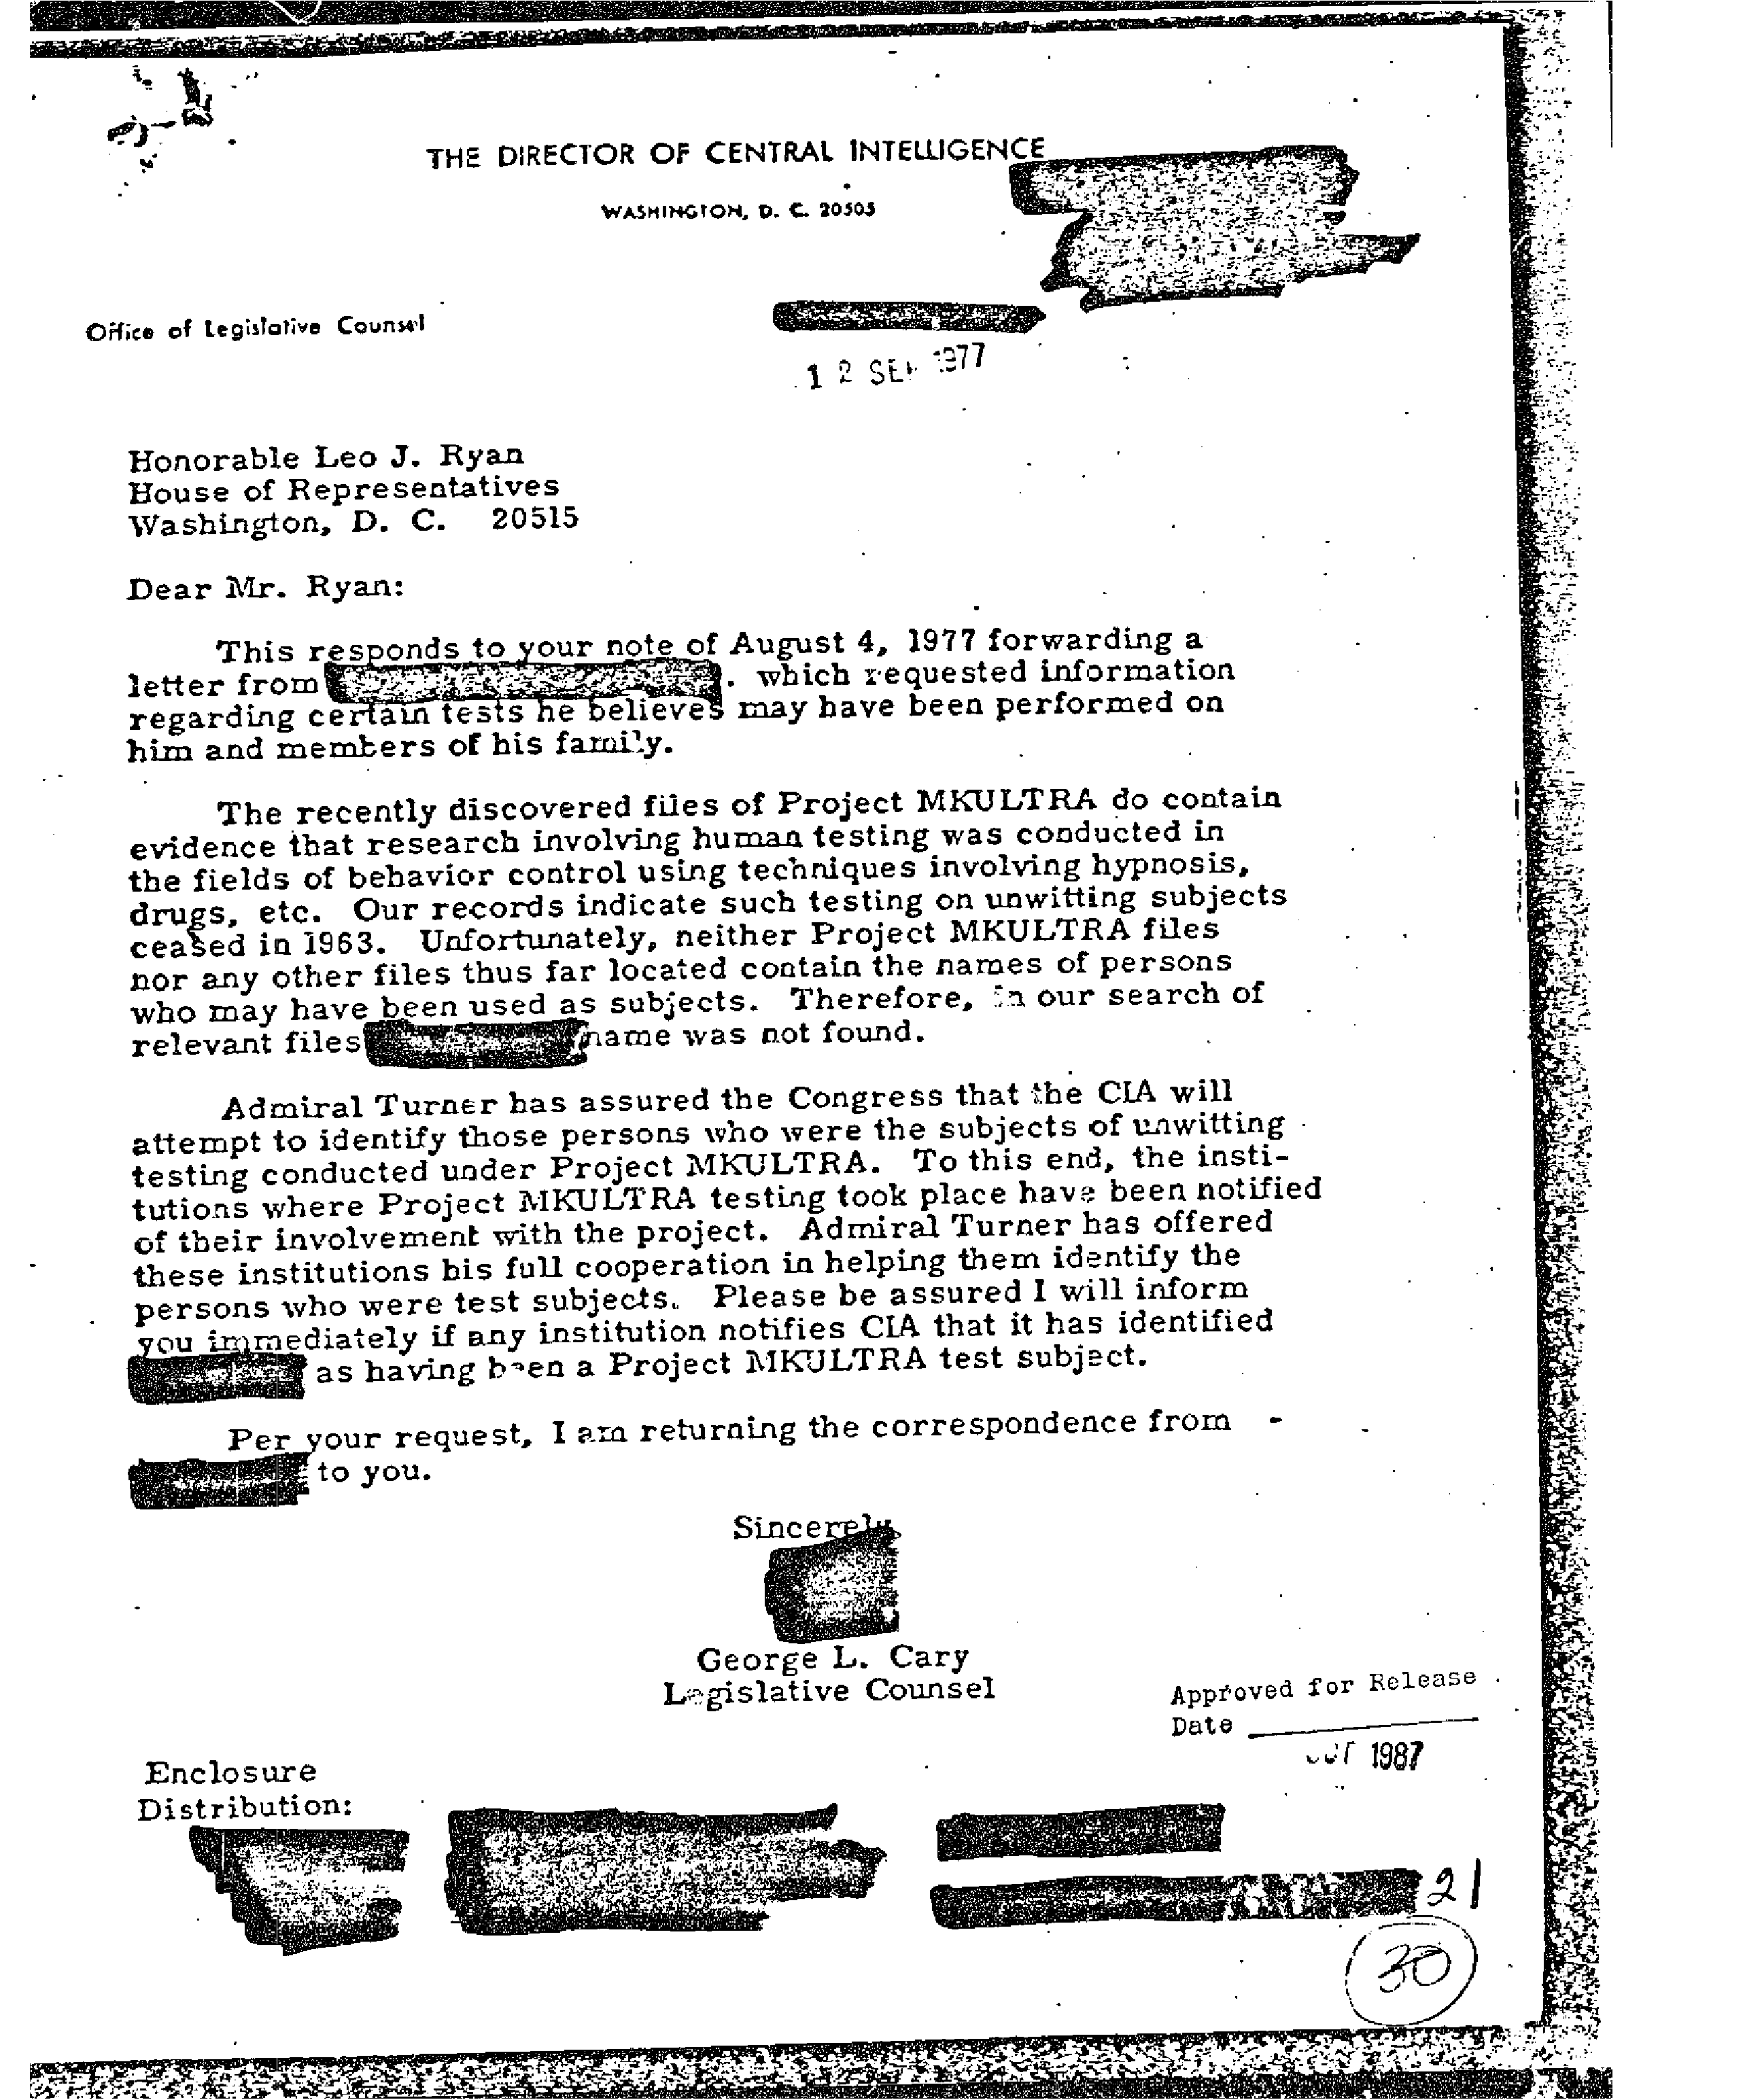 THE DIRECTOR OF CENTRAL INTELLIGENCE
WASHINGTON, D. C. 20505
Office of Legislative Counsel
12 SEP 1977
Honorable Leo J. Ryan
House of Representatives
Washington, D. C. 20515
Dear Mr. Ryan:
This responds to your note of August 4, 1977 forwarding a
letter from . which requested information
regarding certain tests he believes may have been performed on
him and members of his family.
The recently discovered files of Project MKULTRA do contain
evidence that research involving human testing was conducted in
the fields of behavior control using techniques involving hypnosis,
drugs, etc. Our records indicate such testing on unwitting subjects
ceased in 1963. Unfortunately, neither Project MKULTRA files
nor any other files thus far located contain the names of persons
who may have been used as subjects. Therefore, in our search of
relevant files name was not found.
Admiral Turner has assured the Congress that the CIA will
attempt to identify those persons who were the subjects of unwitting
testing conducted under Project MKULTRA. To this end, the insti-
tutions where Project MKULTRA testing took place have been notified
of their involvement with the project. Admiral Turner has offered
these institutions his full cooperation in helping them identify the
persons who were test subjects. Please be assured I will inform
you immediately if any institution notifies CIA that it has identified
as having been a Project MKULTRA test subject.
Per your request, I am returning the correspondence from
to you.
Sincerely,
George L. Cary
Legislative Counsel
Approved for Release
Date
1987
Enclosure
Distribution:
21
30